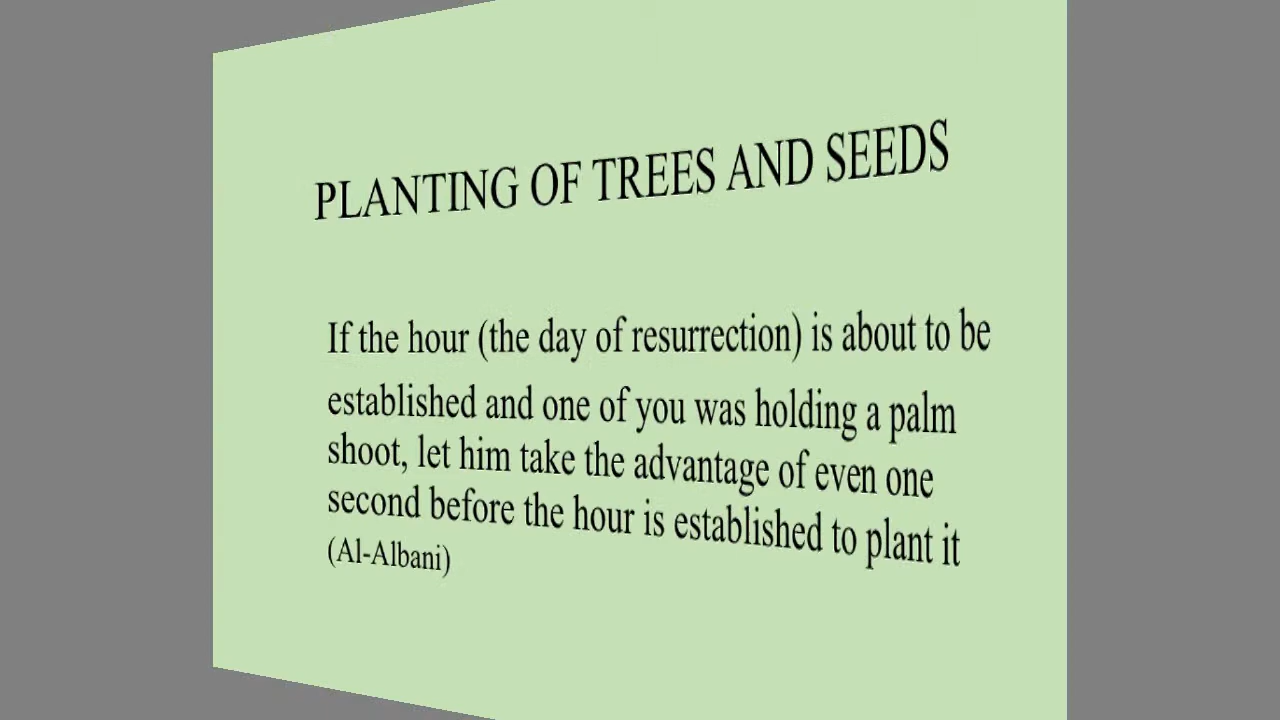 PLANTING OF TREES AND SEEDS
If the hour (the day of resurrection) is about to be
established and one of you was holding a palm
shoot, let him take the advantage of even one
second before the hour is established to plant it
(Al-Albani)